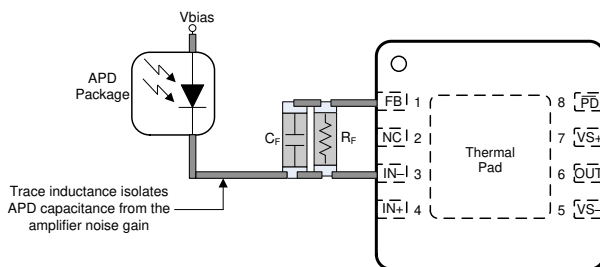 Vbias
APD
Package
CF
RF
FB 1
NC 2
IN– 3
IN+ 4
Thermal
Pad
8 PD
7 VS+
6 OUT
5 VS–
Trace inductance isolates
APD capacitance from the
amplifier noise gain